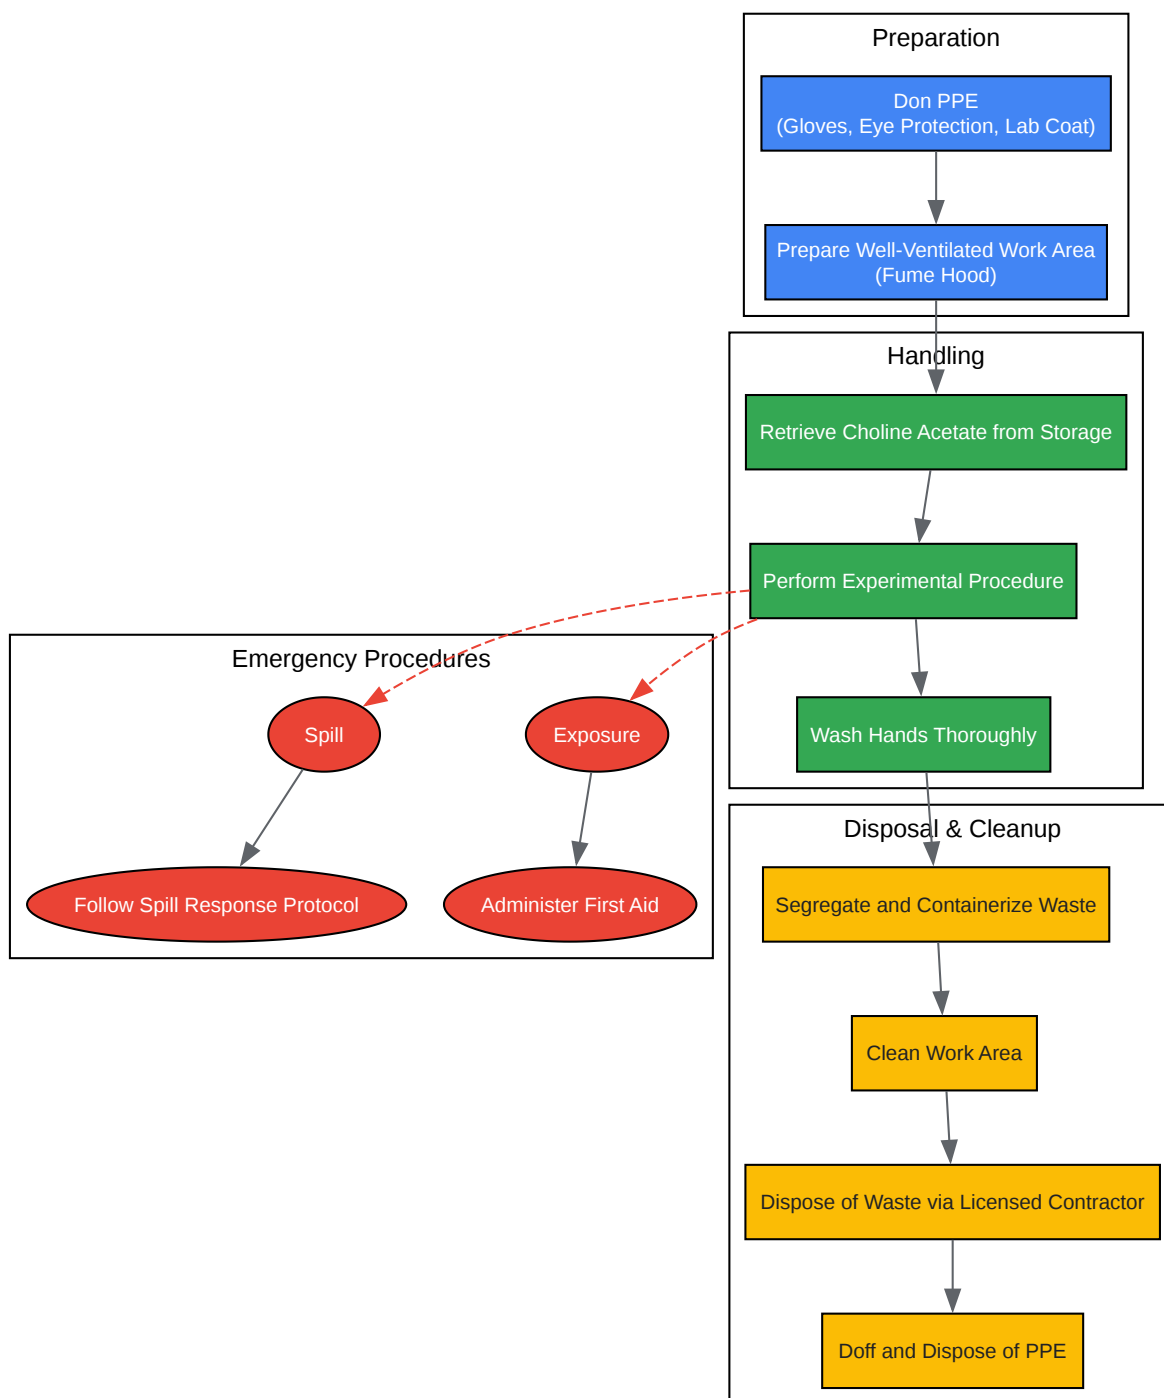 Preparation
Don PPE
(Gloves, Eye Protection, Lab Coat)
Prepare Well-Ventilated Work Area
(Fume Hood)
Handling
Retrieve Choline Acetate from Storage
Perform Experimental Procedure
Wash Hands Thoroughly
Emergency Procedures
Spill
Exposure
Follow Spill Response Protocol
Administer First Aid
Disposal & Cleanup
Segregate and Containerize Waste
Clean Work Area
Dispose of Waste via Licensed Contractor
Doff and Dispose of PPE